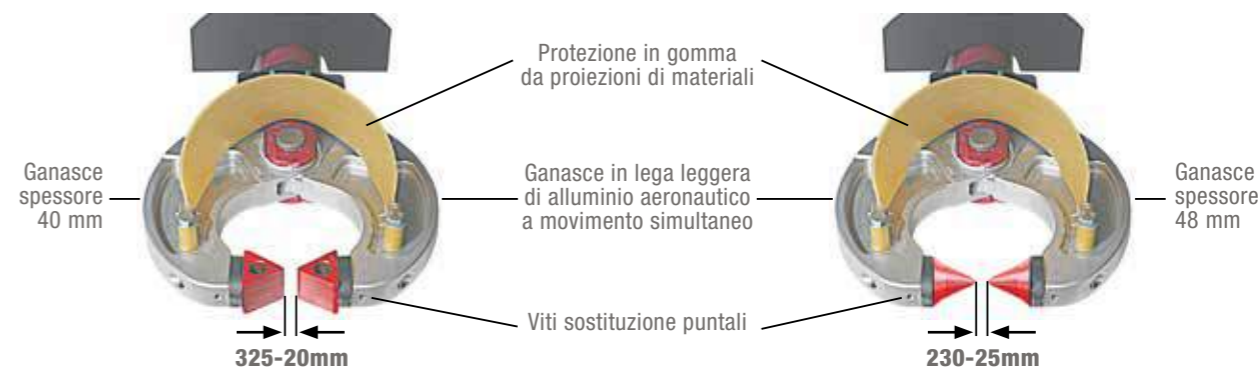 Protezione in gomma
da proiezioni di materiali
Ganasce
spessore
40 mm
Ganasce in lega leggera
di alluminio aeronautico
a movimento simultaneo
Ganasce
spessore
48 mm
Viti sostituzione puntali
325-20mm
230-25mm